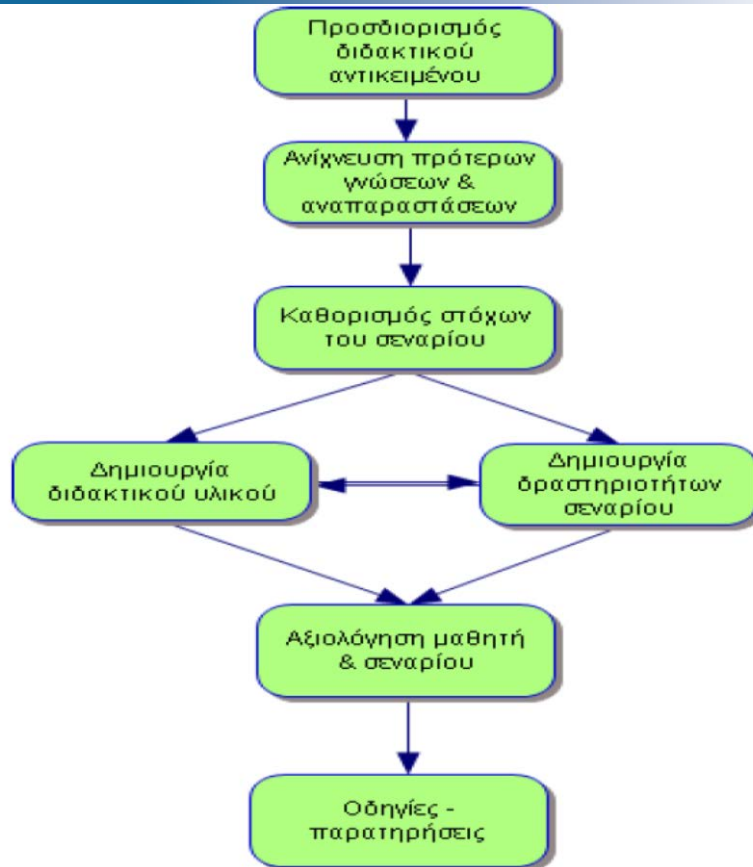 Προσδιορισμός
διδακτικού
αντικειμένου
Ανίχνευση πρότερων
γνώσεων &
αναπαραστάσεων
Καθορισμός στόχων
του σεναρίου
Δημιουργία
διδακτικού υλικού
Δημιουργία
δραστηριοτήτων
σεναρίου
Αξιολόγηση μαθητή
& σεναρίου
Οδηγίες -
παρατηρήσεις